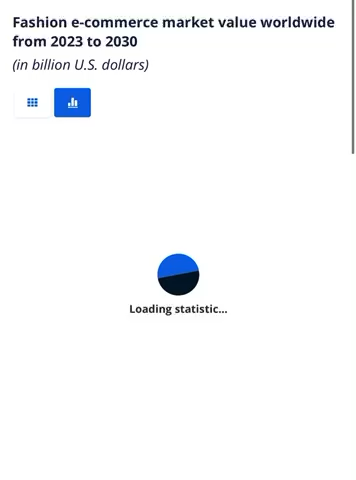 Fashion e-commerce market value worldwide
from 2023 to 2030
(in billion U.S. dollars)
Loading statistic...